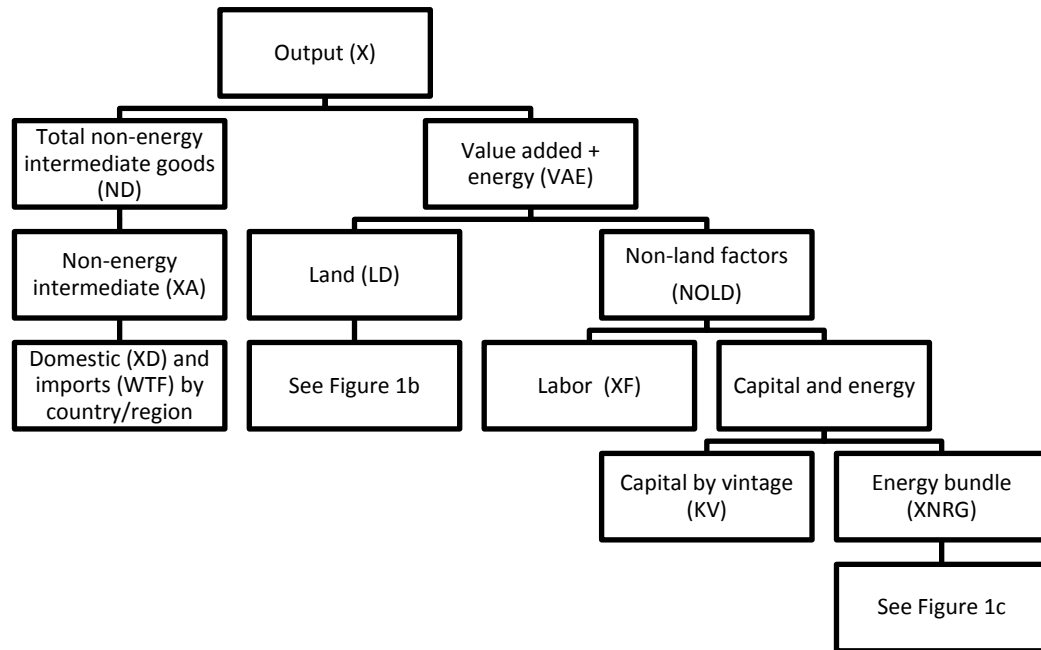 Output (X)
Total non-energy
intermediate goods
(ND)
Value added +
energy (VAE)
Non-energy
intermediate (XA)
Land (LD)
Non-land factors
(NOLD)
Domestic (XD) and
imports (WTF) by
country/region
See Figure 1b
Labor (XF)
Capital and energy
Capital by vintage
(KV)
Energy bundle
(XNRG)
See Figure 1c